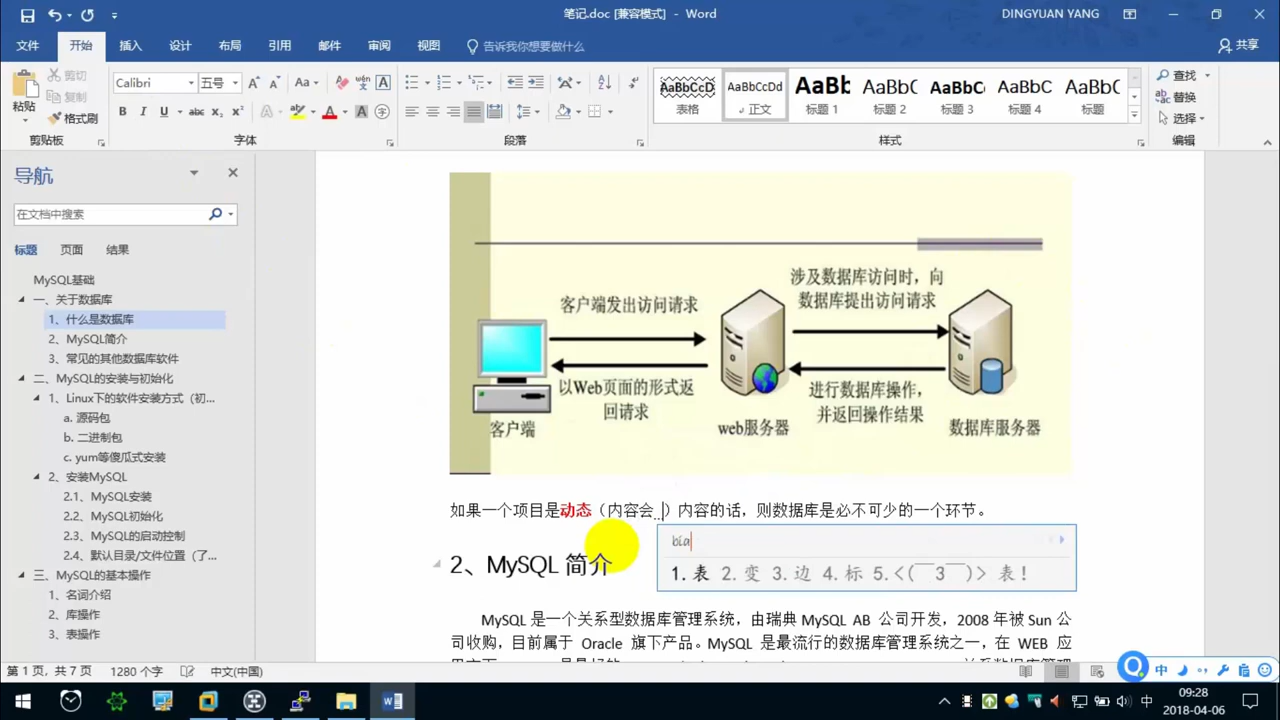 笔记.doc [兼容模式] - Word
DINGYUAN YANG
文件 开始 插入 设计 布局 引用 邮件 审阅 视图 告诉我你想要做什么 共享
粘贴 剪切 复制 格式刷
Calibri 五号
AaBbCcD AaBbCcDd AaBb AaBbC AaBbC AaBbC AaBbC
表格 正文 标题 1 标题 2 标题 3 标题 4 标题
查找 替换 选择
剪贴板 字体 段落 样式 编辑
导航
在文档中搜索
标题 页面 结果
MySQL基础
一、关于数据库
1、什么是数据库
2、MySQL简介
3、常见的其他数据库软件
二、MySQL的安装与初始化
1、Linux下的软件安装方式（初...
a. 源码包
b. 二进制包
c. yum等傻瓜式安装
2、安装MySQL
2.1、MySQL安装
2.2、MySQL初始化
2.3、MySQL的启动控制
2.4、默认目录/文件位置（了...
三、MySQL的基本操作
1、名词介绍
2、库操作
3、表操作
客户端发出访问请求
以Web页面的形式返
回请求
客户端
web服务器
涉及数据库访问时，向
数据库提出访问请求
进行数据库操作，
并返回操作结果
数据库服务器
如果一个项目是动态（内容会 ）内容的话，则数据库是必不可少的一个环节。
bia
1.表 2.变 3.边 4.标 5.<(￣3￣)> 表！
2、MySQL 简介
MySQL 是一个关系型数据库管理系统，由瑞典 MySQL AB 公司开发，2008 年被 Sun 公
司收购，目前属于 Oracle 旗下产品。MySQL 是最流行的数据库管理系统之一，在 WEB 应
第 1 页，共 7 页 1280 个字 中文(中国)
中
中
09:28
2018-04-06